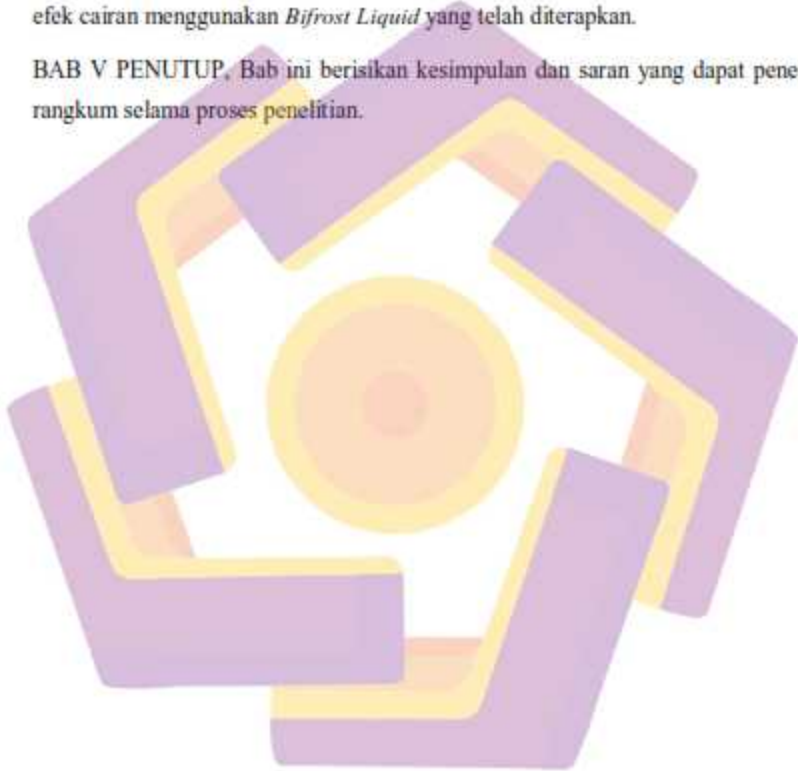 efek cairan menggunakan Bifrost Liquid yang telah diterapkan.
BAB V PENUTUP, Bab ini berisikan kesimpulan dan saran yang dapat pene
rangkum selama proses penelitian.